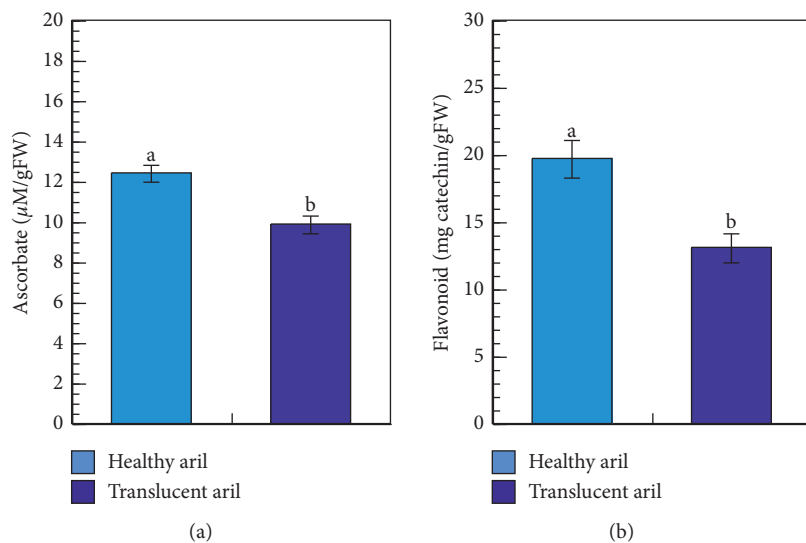 20
18
16
14
12
10
8
6
4
2
0
Ascorbate (µM/gFW)
a
b
Healthy aril
Translucent aril
(a)
30
25
20
15
10
5
0
Flavonoid (mg catechin/gFW)
a
b
Healthy aril
Translucent aril
(b)